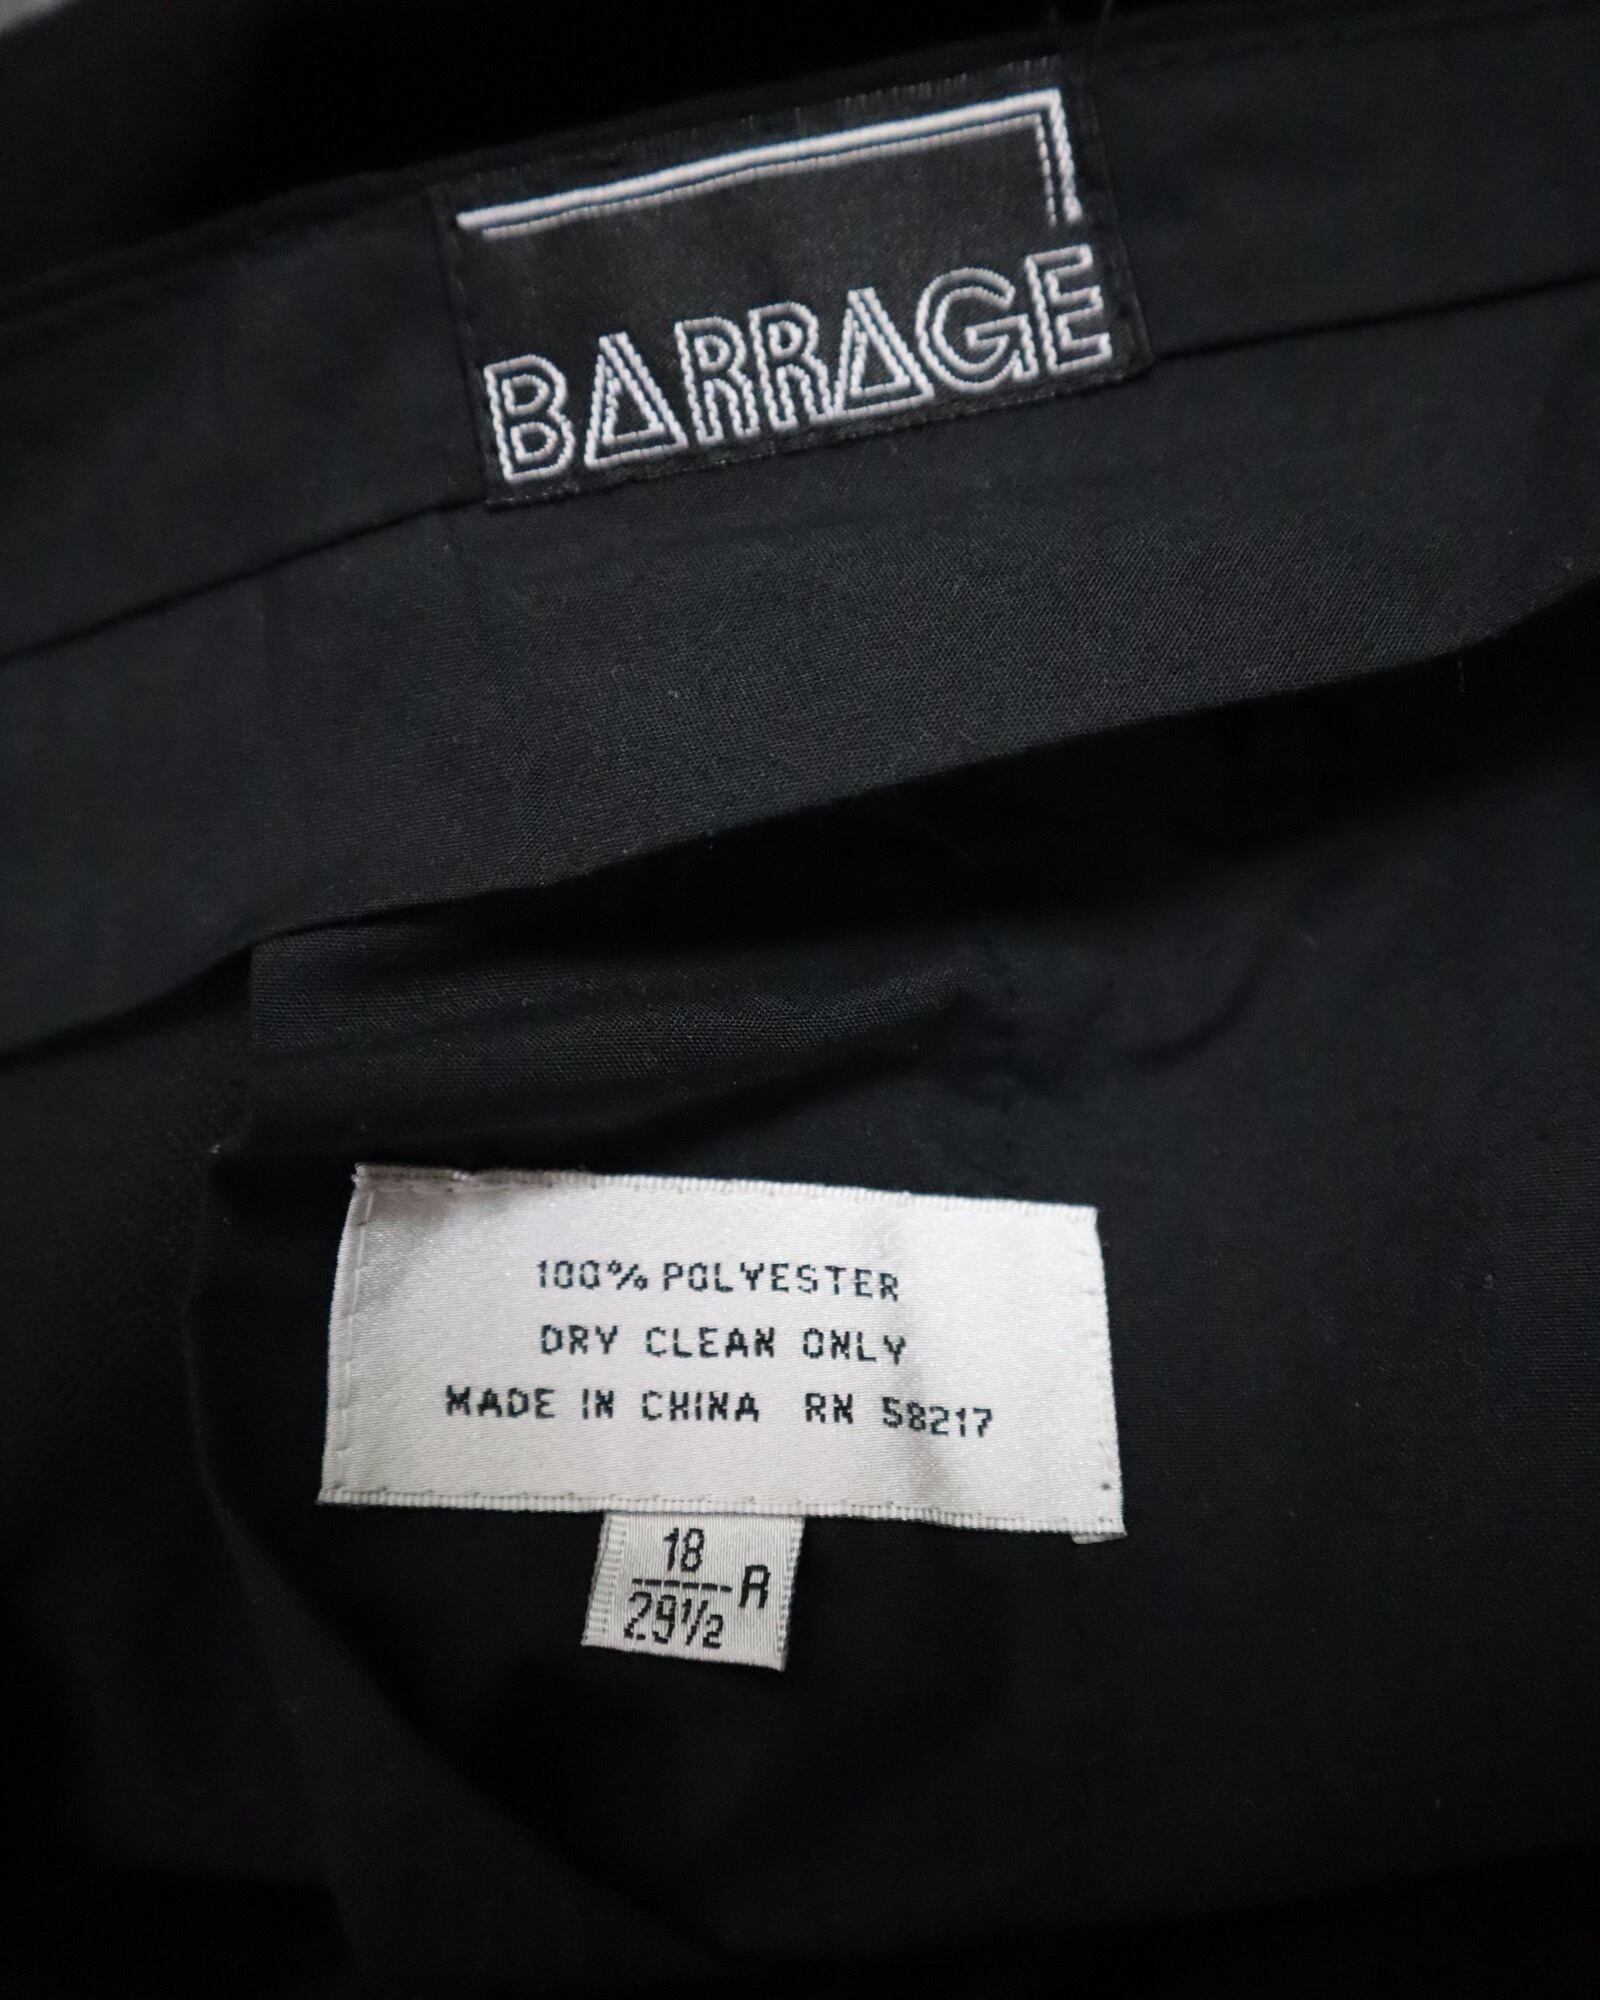 BARRAGE
100% POLYESTER
DRY CLEAN ONLY
MADE IN CHINA RN 58217
18
R
29½